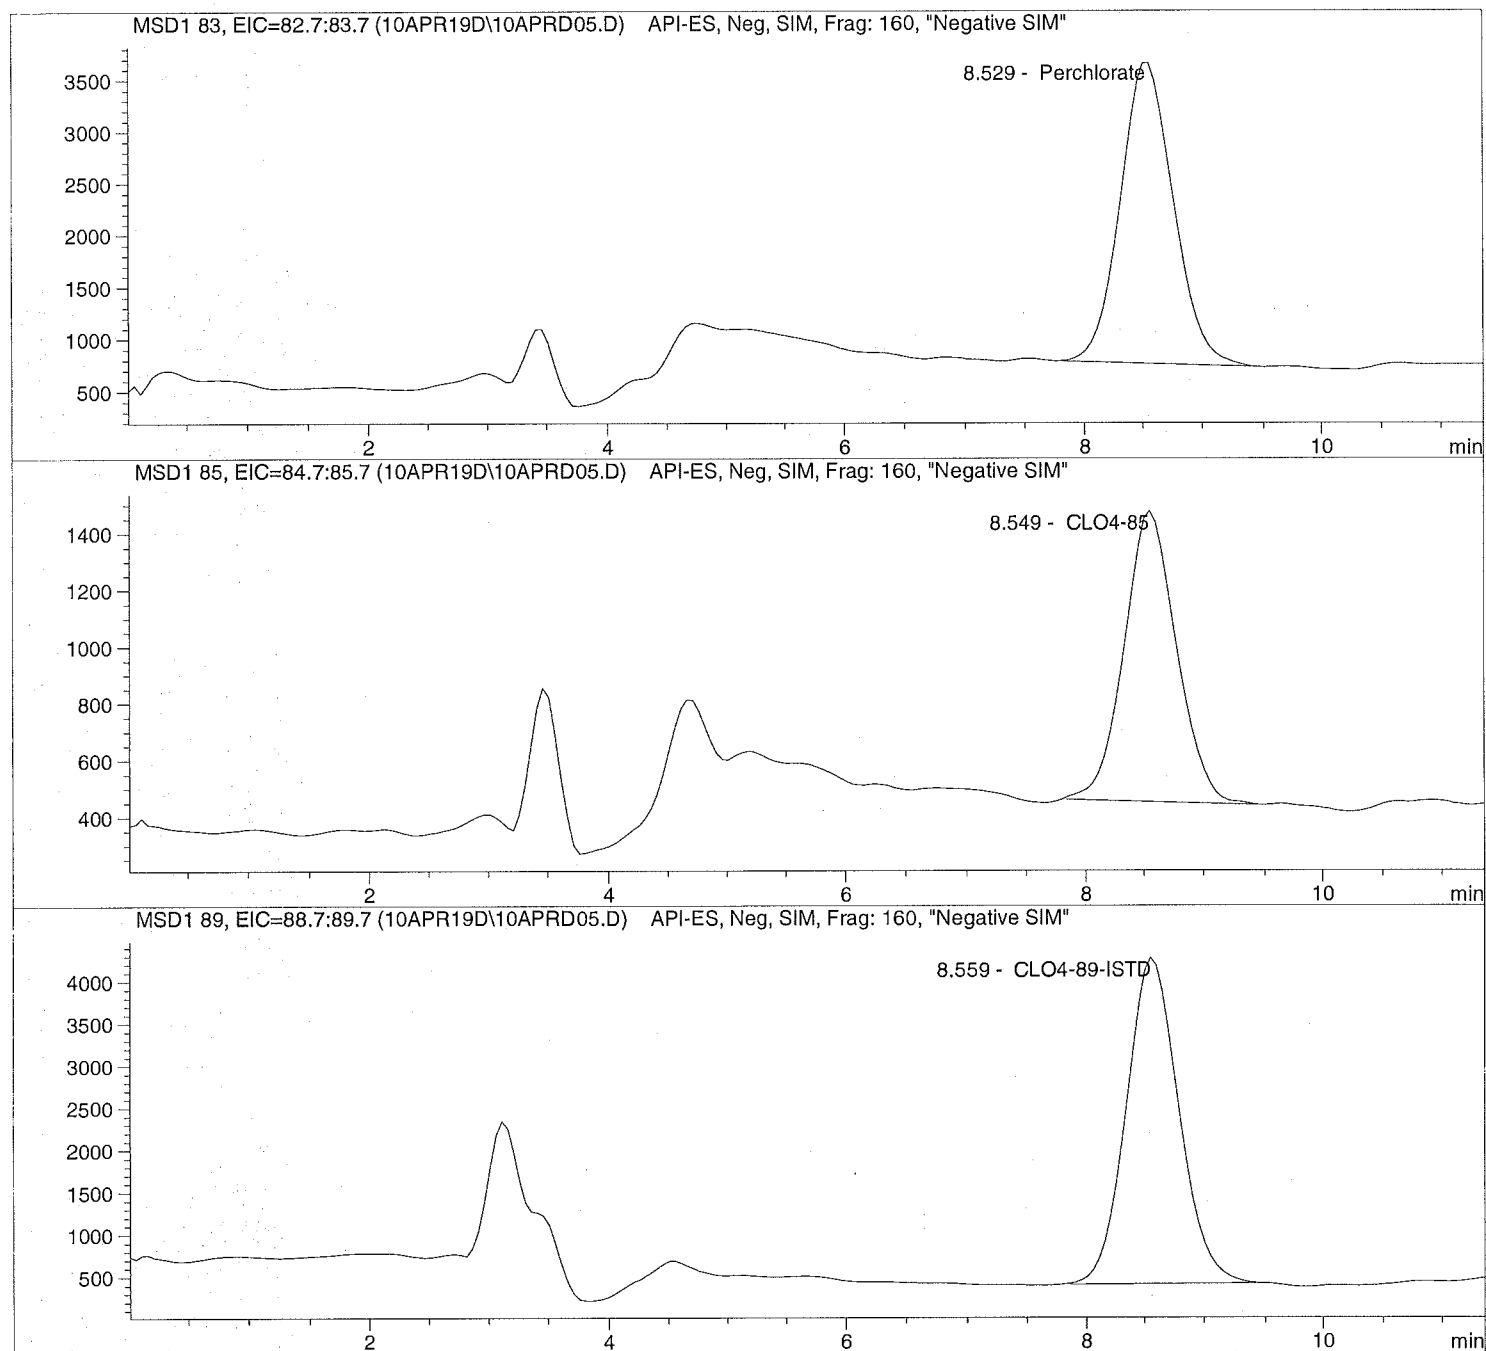 MSD1 83, EIC=82.7:83.7 (10APR19D\10APRD05.D) API-ES, Neg, SIM, Frag: 160, "Negative SIM"
8.529 - Perchlorate
3500
3000
2500
2000
1500
1000
500
2 4 6 8 10 min
MSD1 85, EIC=84.7:85.7 (10APR19D\10APRD05.D) API-ES, Neg, SIM, Frag: 160, "Negative SIM"
8.549 - CLO4-85
1400
1200
1000
800
600
400
2 4 6 8 10 min
MSD1 89, EIC=88.7:89.7 (10APR19D\10APRD05.D) API-ES, Neg, SIM, Frag: 160, "Negative SIM"
8.559 - CLO4-89-ISTD
4000
3500
3000
2500
2000
1500
1000
500
2 4 6 8 10 min